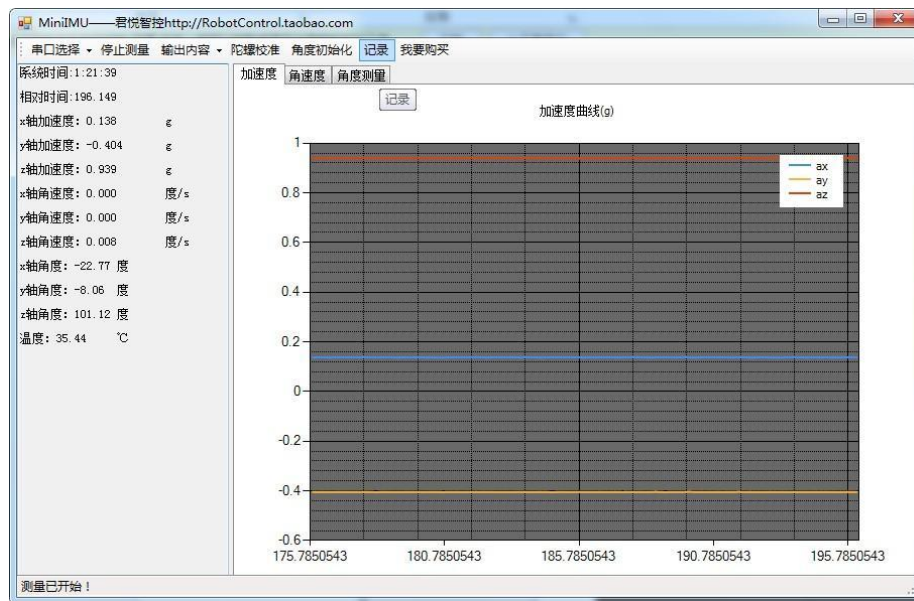 MiniIMU——君悦智控http://RobotControl.taobao.com
串口选择 停止测量 输出内容 陀螺校准 角度初始化 记录 我要购买
系统时间:1:21:39
相对时间:196.149
x轴加速度: 0.138 g
y轴加速度: -0.404 g
z轴加速度: 0.939 g
x轴角速度: 0.000 度/s
y轴角速度: 0.000 度/s
z轴角速度: 0.008 度/s
x轴角度: -22.77 度
y轴角度: -8.06 度
z轴角度: 101.12 度
温度: 35.44 ℃
加速度 角速度 角度测量
记录
加速度曲线(g)
1
0.8
0.6
0.4
0.2
0
-0.2
-0.4
-0.6
ax
ay
az
175.7850543 180.7850543 185.7850543 190.7850543 195.7850543
测量已开始！